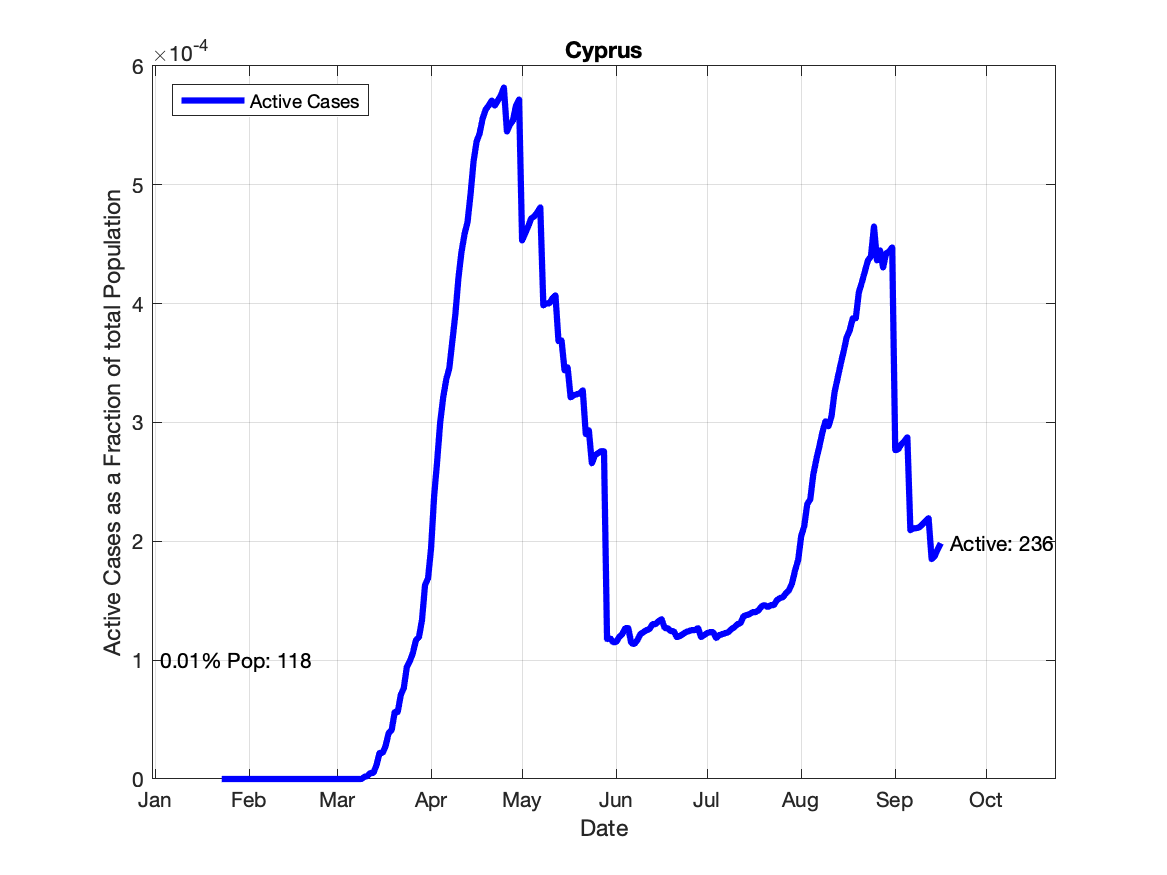 Cyprus
×10-4
6
5
4
3
2
1
0
Active Cases
Active Cases as a Fraction of total Population
Active: 236
0.01% Pop: 118
Jan Feb Mar Apr May Jun Jul Aug Sep Oct
Date